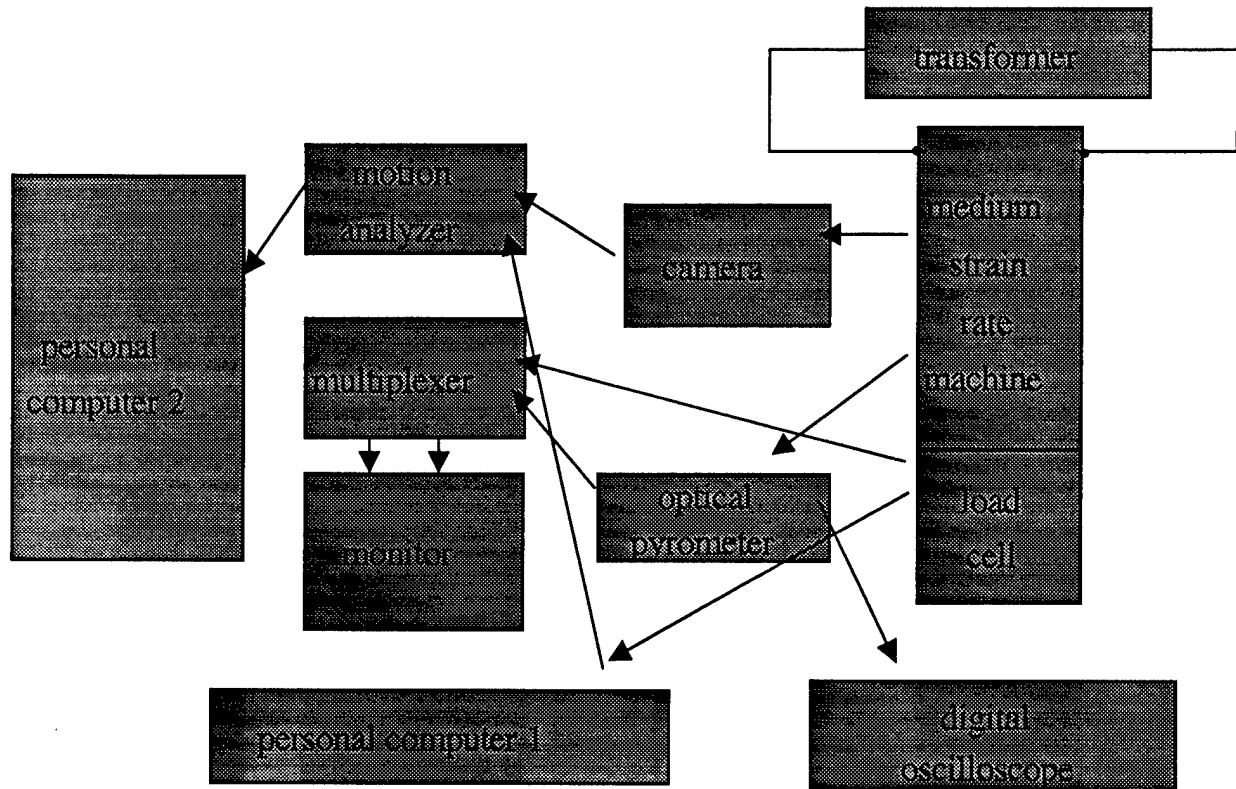 transformer
motion
analyzer
medium
strain
rate
machine
camera
personal
computer 2
multiplexer
optical
pyrometer
load
cell
monitor
personal computer 1
digital
oscilloscope